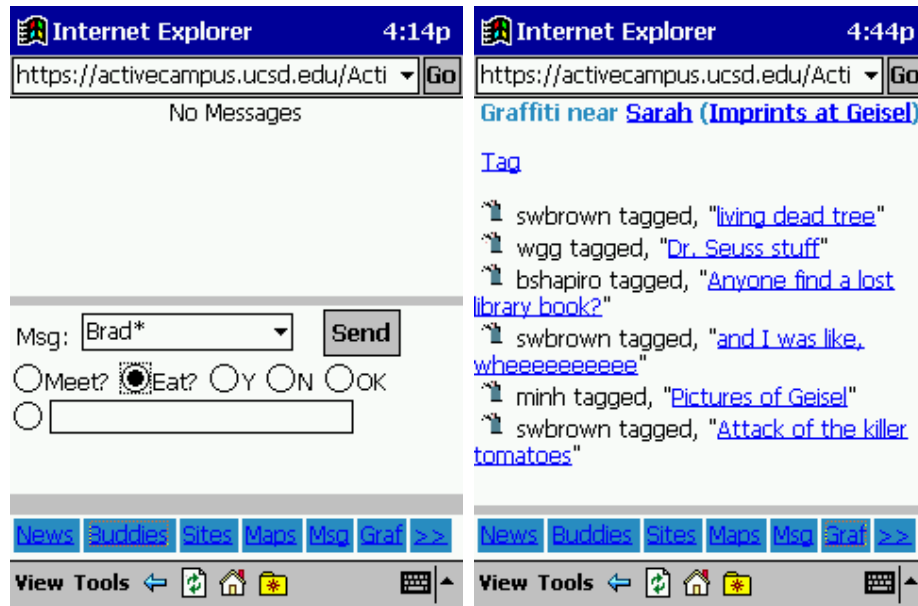 Internet Explorer 4:14p
https://activecampus.ucsd.edu/Acti Go
No Messages
Msg: Brad* Send
Meet? Eat? Y N OK
News Buddies Sites Maps Msg Graf >>
View Tools
Internet Explorer 4:44p
https://activecampus.ucsd.edu/Acti Go
Graffiti near Sarah (Imprints at Geisel)
Tag
swbrown tagged, "living dead tree"
wgg tagged, "Dr. Seuss stuff"
bshapiro tagged, "Anyone find a lost
library book?"
swbrown tagged, "and I was like,
wheeeeeeeeeee"
minh tagged, "Pictures of Geisel"
swbrown tagged, "Attack of the killer
tomatoes"
News Buddies Sites Maps Msg Graf >>
View Tools